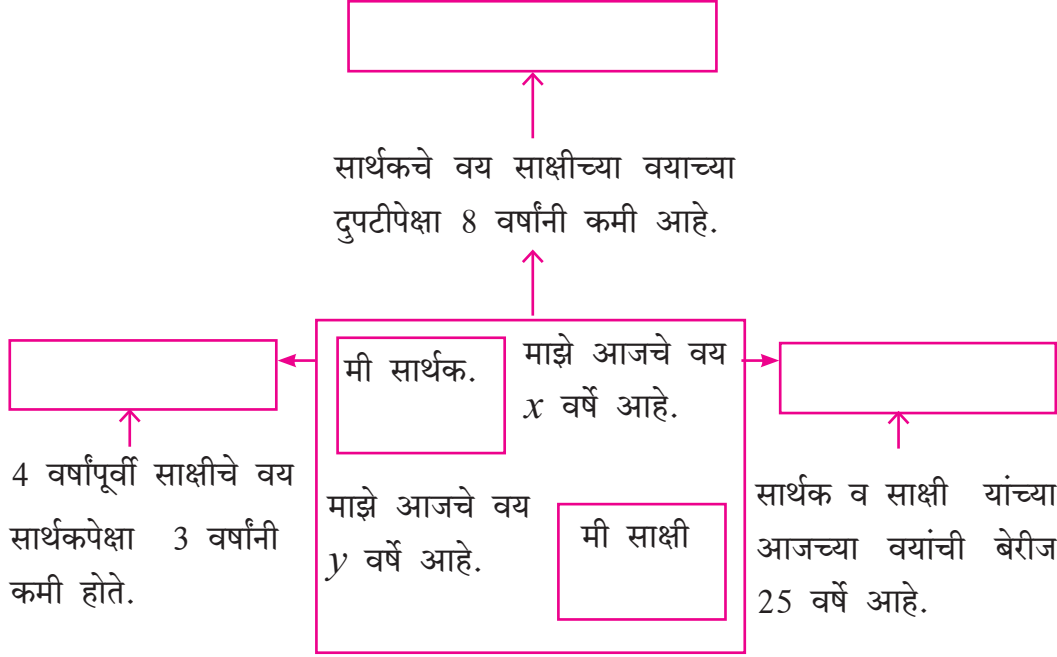 सार्थकचे वय साक्षीच्या वयाच्या
दुपटीपेक्षा 8 वर्षांनी कमी आहे.
मी सार्थक.
माझे आजचे वय
x वर्षे आहे.
4 वर्षांपूर्वी साक्षीचे वय
सार्थकपेक्षा 3 वर्षांनी
कमी होते.
माझे आजचे वय
y वर्षे आहे.
मी साक्षी
सार्थक व साक्षी यांच्या
आजच्या वयांची बेरीज
25 वर्षे आहे.